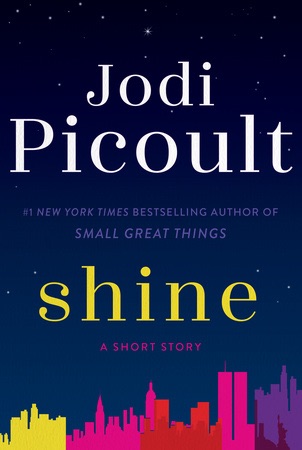 Jodi
Picoult
#1 NEW YORK TIMES BESTSELLING AUTHOR OF
SMALL GREAT THINGS
shine
A SHORT STORY